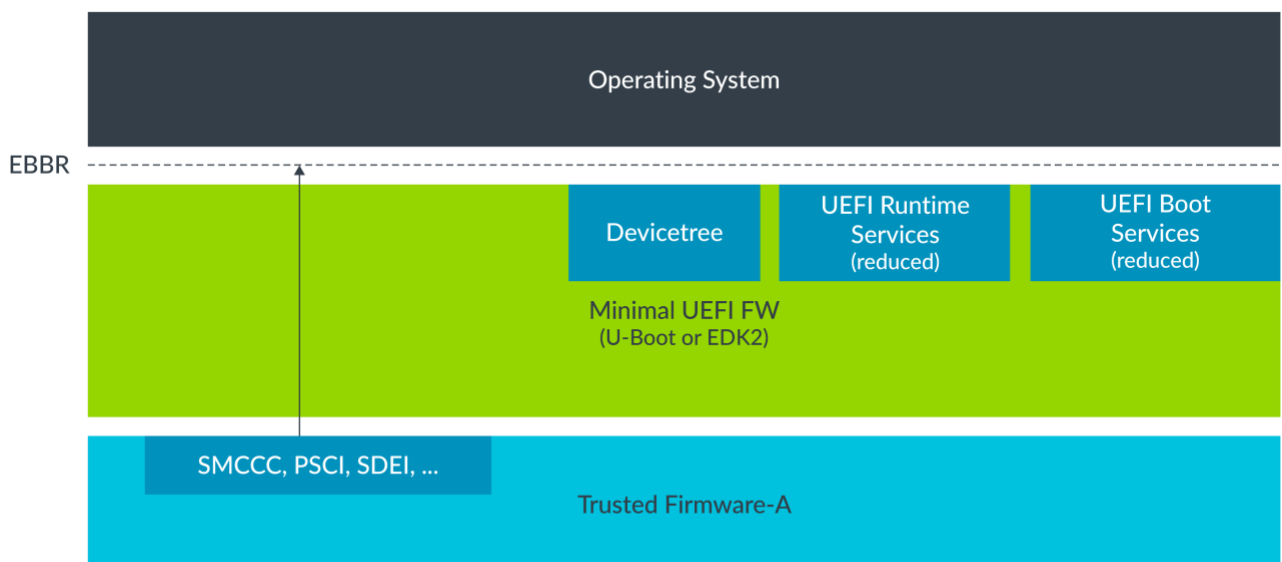 Operating System
EBBR
Devicetree
UEFI Runtime
Services
(reduced)
UEFI Boot
Services
(reduced)
Minimal UEFI FW
(U-Boot or EDK2)
SMCCC, PSCI, SDEI, ...
Trusted Firmware-A